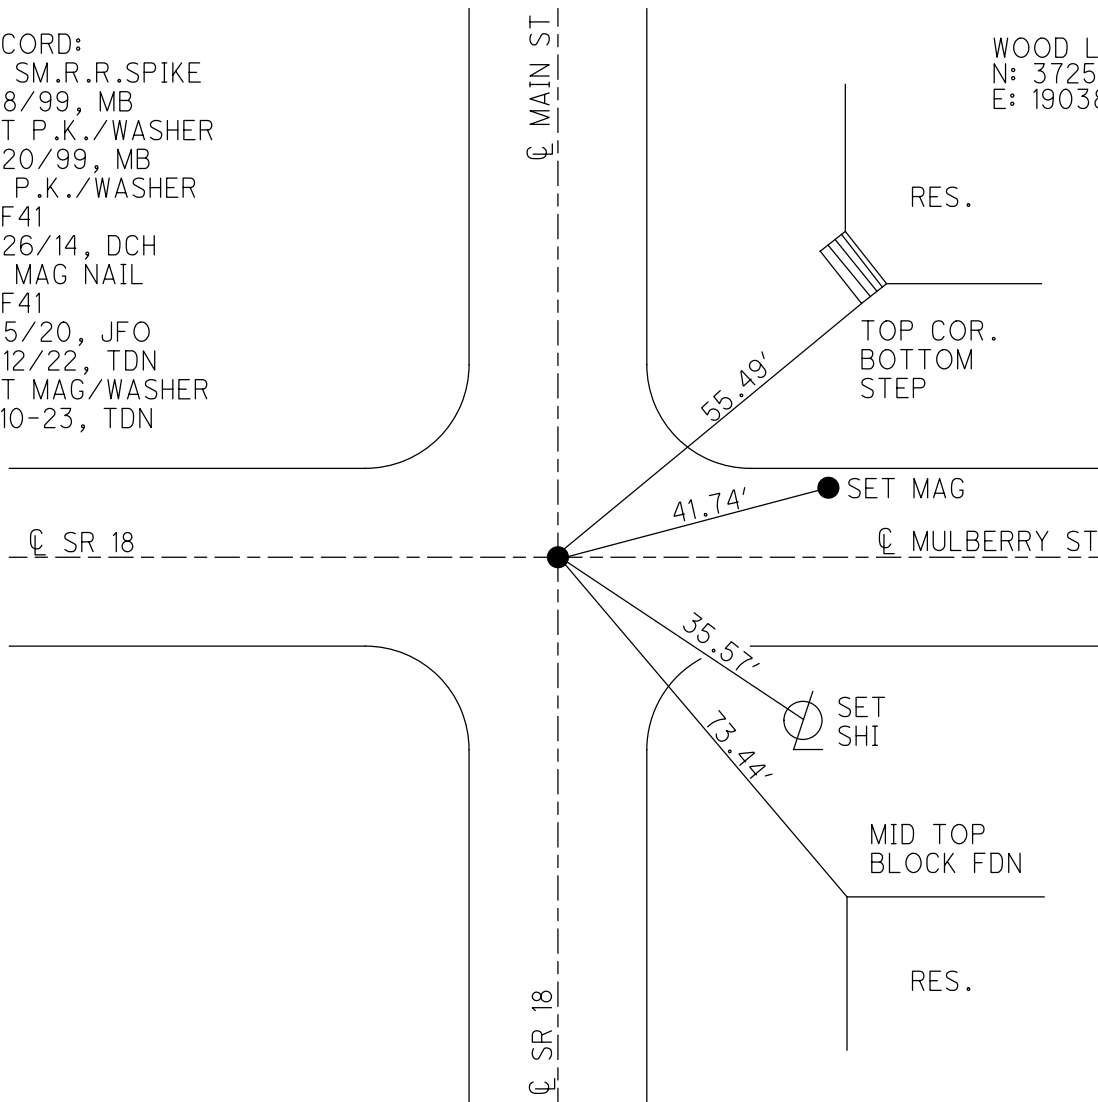 CORD:
SM.R.R.SPIKE
8/99, MB
T P.K./WASHER
20/99, MB
P.K./WASHER
F41
26/14, DCH
MAG NAIL
F41
5/20, JFO
12/22, TDN
T MAG/WASHER
10-23, TDN
℄ MAIN ST
WOOD L
N: 3725
E: 19038
RES.
TOP COR.
BOTTOM
STEP
55.49'
41.74'
SET MAG
℄ SR 18
℄ MULBERRY ST
35.57'
SET
SHI
73.44'
MID TOP
BLOCK FDN
RES.
℄ SR 18